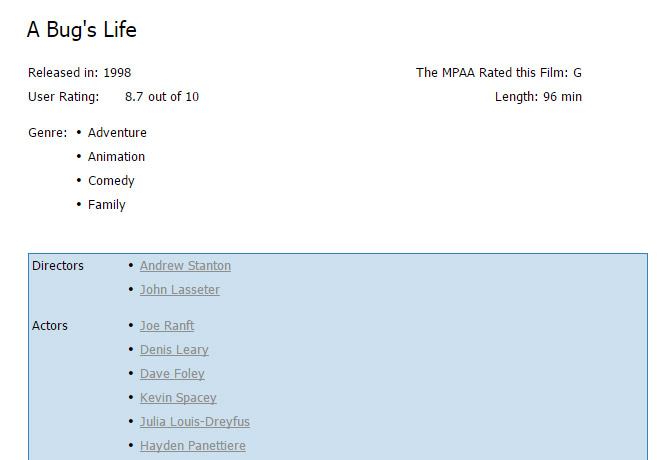 A Bug's Life
Released in: 1998 The MPAA Rated this Film: G
User Rating: 8.7 out of 10 Length: 96 min
Genre: • Adventure
• Animation
• Comedy
• Family
Directors • Andrew Stanton
• John Lasseter
Actors • Joe Ranft
• Denis Leary
• Dave Foley
• Kevin Spacey
• Julia Louis-Dreyfus
• Hayden Panettiere